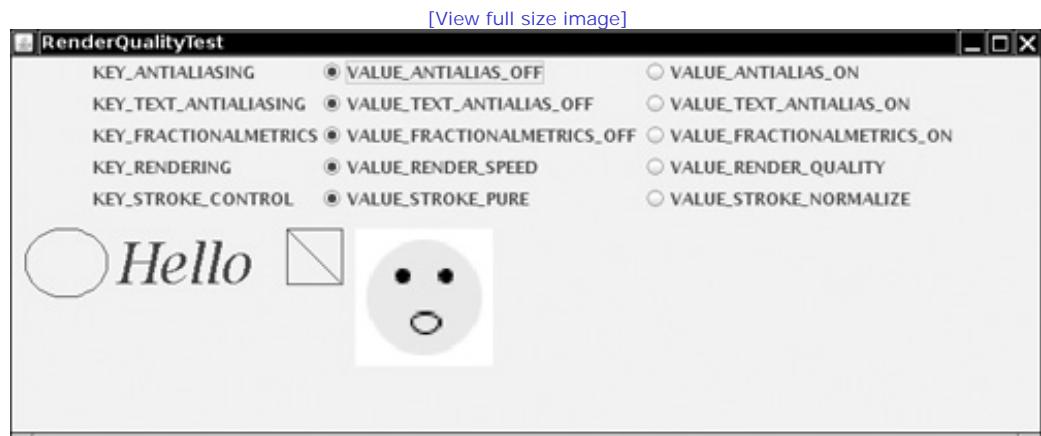 [View full size image]
RenderQualityTest
KEY_ANTIALIASING VALUE_ANTIALIAS_OFF VALUE_ANTIALIAS_ON
KEY_TEXT_ANTIALIASING VALUE_TEXT_ANTIALIAS_OFF VALUE_TEXT_ANTIALIAS_ON
KEY_FRACTIONALMETRICS VALUE_FRACTIONALMETRICS_OFF VALUE_FRACTIONALMETRICS_ON
KEY_RENDERING VALUE_RENDER_SPEED VALUE_RENDER_QUALITY
KEY_STROKE_CONTROL VALUE_STROKE_PURE VALUE_STROKE_NORMALIZE
Hello